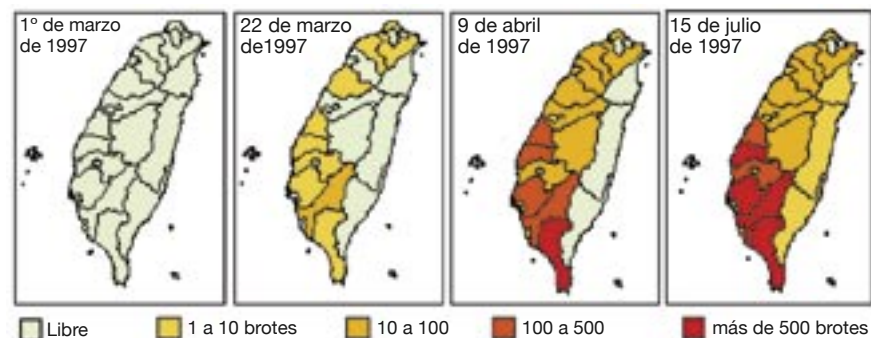 1º de marzo
de 1997
22 de marzo
de1997
9 de abril
de 1997
15 de julio
de 1997
Libre
1 a 10 brotes
10 a 100
100 a 500
más de 500 brotes